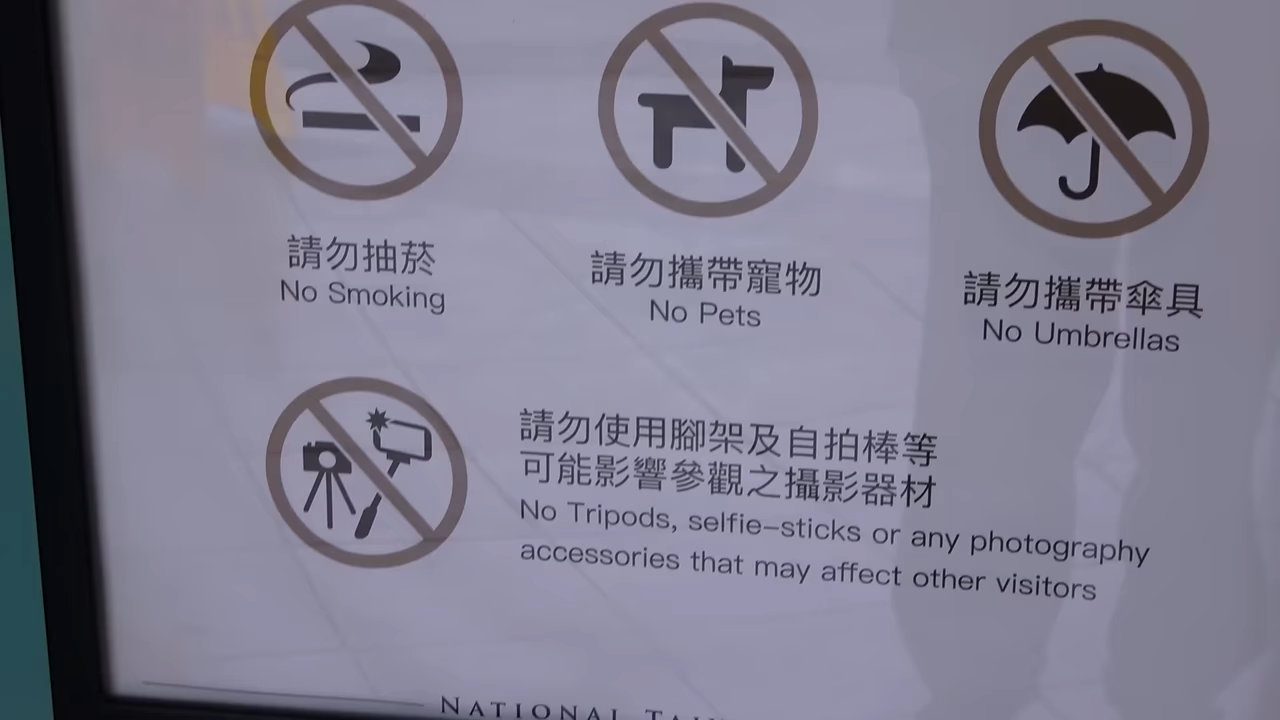 請勿抽菸
No Smoking
請勿攜帶寵物
No Pets
請勿攜帶傘具
No Umbrellas
請勿使用腳架及自拍棒等
可能影響參觀之攝影器材
No Tripods, selfie-sticks or any photography
accessories that may affect other visitors
NATIONAL